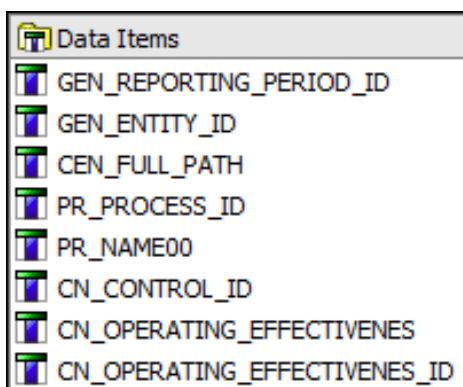 Data Items
GEN_REPORTING_PERIOD_ID
GEN_ENTITY_ID
CEN_FULL_PATH
PR_PROCESS_ID
PR_NAME00
CN_CONTROL_ID
CN_OPERATING_EFFECTIVENES
CN_OPERATING_EFFECTIVENES_ID